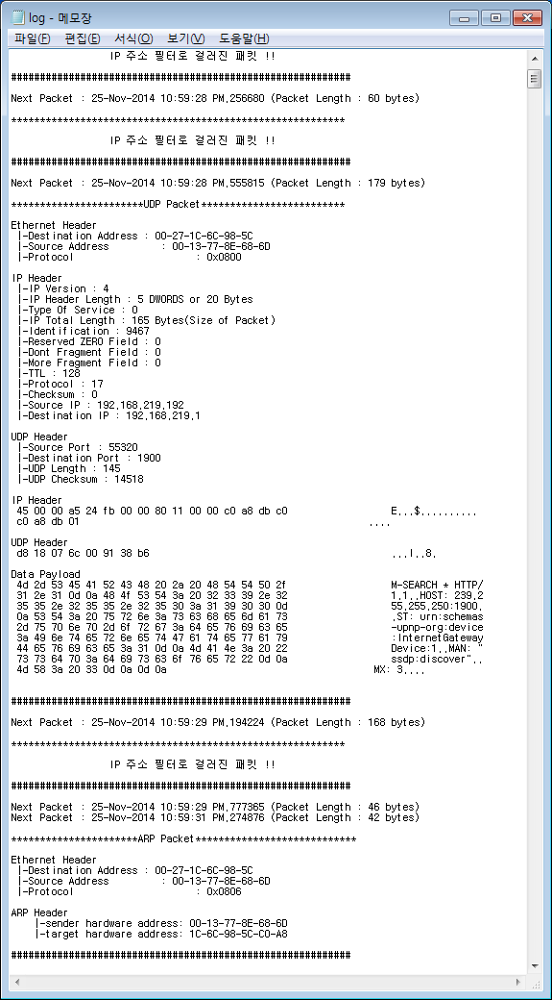 log - 메모장
파일(F) 편집(E) 서식(O) 보기(V) 도움말(H)
IP 주소 필터로 걸러진 패킷 !!
###########################################################
Next Packet : 25-Nov-2014 10:59:28 PM.256680 (Packet Length : 60 bytes)
**********************************************************
IP 주소 필터로 걸러진 패킷 !!
###########################################################
Next Packet : 25-Nov-2014 10:59:28 PM.555815 (Packet Length : 179 bytes)
***********************UDP Packet*************************
Ethernet Header
|-Destination Address : 00-27-1C-6C-98-5C
|-Source Address : 00-13-77-8E-68-6D
|-Protocol : 0x0800
IP Header
|-IP Version : 4
|-IP Header Length : 5 DWORDS or 20 Bytes
|-Type Of Service : 0
|-IP Total Length : 165 Bytes(Size of Packet)
|-Identification : 9467
|-Reserved ZERO Field : 0
|-Dont Fragment Field : 0
|-More Fragment Field : 0
|-TTL : 128
|-Protocol : 17
|-Checksum : 0
|-Source IP : 192.168.219.192
|-Destination IP : 192.168.219.1
UDP Header
|-Source Port : 55320
|-Destination Port : 1900
|-UDP Length : 145
|-UDP Checksum : 14518
IP Header
45 00 00 a5 24 fb 00 00 80 11 00 00 c0 a8 db c0 E...$..........
c0 a8 db 01 ....
UDP Header
d8 18 07 6c 00 91 38 b6 ...l..8.
Data Payload
4d 2d 53 45 41 52 43 48 20 2a 20 48 54 54 50 2f M-SEARCH * HTTP/
31 2e 31 0d 0a 48 4f 53 54 3a 20 32 33 39 2e 32 1.1..HOST: 239.2
35 35 2e 32 35 35 2e 32 35 30 3a 31 39 30 30 0d 55.255.250:1900.
0a 53 54 3a 20 75 72 6e 3a 73 63 68 65 6d 61 73 .ST: urn:schemas
2d 75 70 6e 70 2d 6f 72 67 3a 64 65 76 69 63 65 -upnp-org:device
3a 49 6e 74 65 72 6e 65 74 47 61 74 65 77 61 79 :InternetGateway
44 65 76 69 63 65 3a 31 0d 0a 4d 41 4e 3a 20 22 Device:1..MAN: "
73 73 64 70 3a 64 69 73 63 6f 76 65 72 22 0d 0a ssdp:discover"..
4d 58 3a 20 33 0d 0a 0d 0a MX: 3....
###########################################################
Next Packet : 25-Nov-2014 10:59:29 PM.194224 (Packet Length : 168 bytes)
**********************************************************
IP 주소 필터로 걸러진 패킷 !!
###########################################################
Next Packet : 25-Nov-2014 10:59:29 PM.777365 (Packet Length : 46 bytes)
Next Packet : 25-Nov-2014 10:59:31 PM.274876 (Packet Length : 42 bytes)
**********************ARP Packet****************************
Ethernet Header
|-Destination Address : 00-27-1C-6C-98-5C
|-Source Address : 00-13-77-8E-68-6D
|-Protocol : 0x0806
ARP Header
|-sender hardware address: 00-13-77-8E-68-6D
|-target hardware address: 1C-6C-98-5C-C0-A8
###########################################################